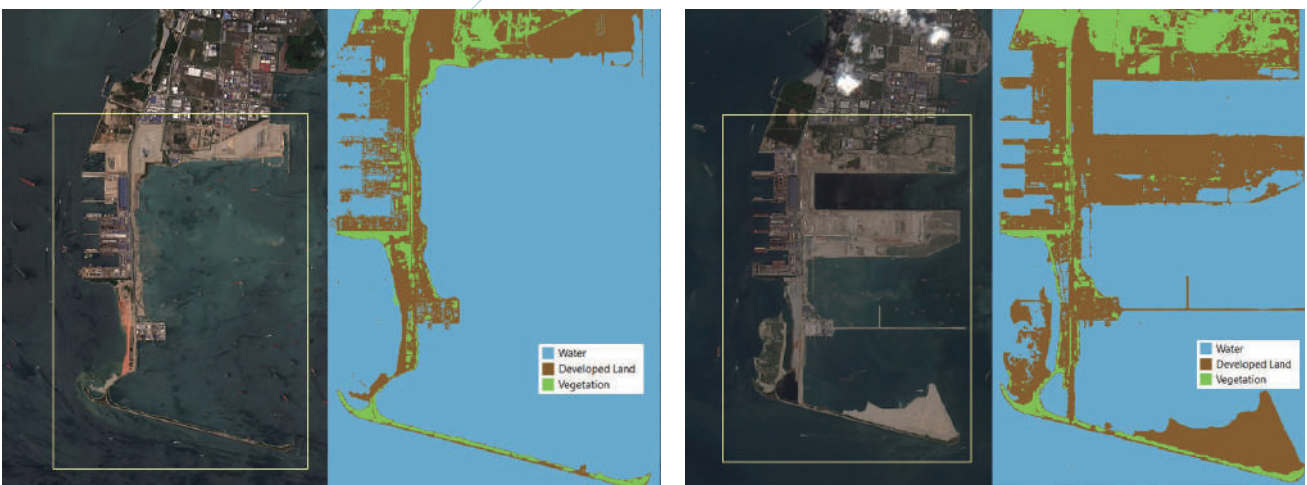 Water
Developed Land
Vegetation
Water
Developed Land
Vegetation